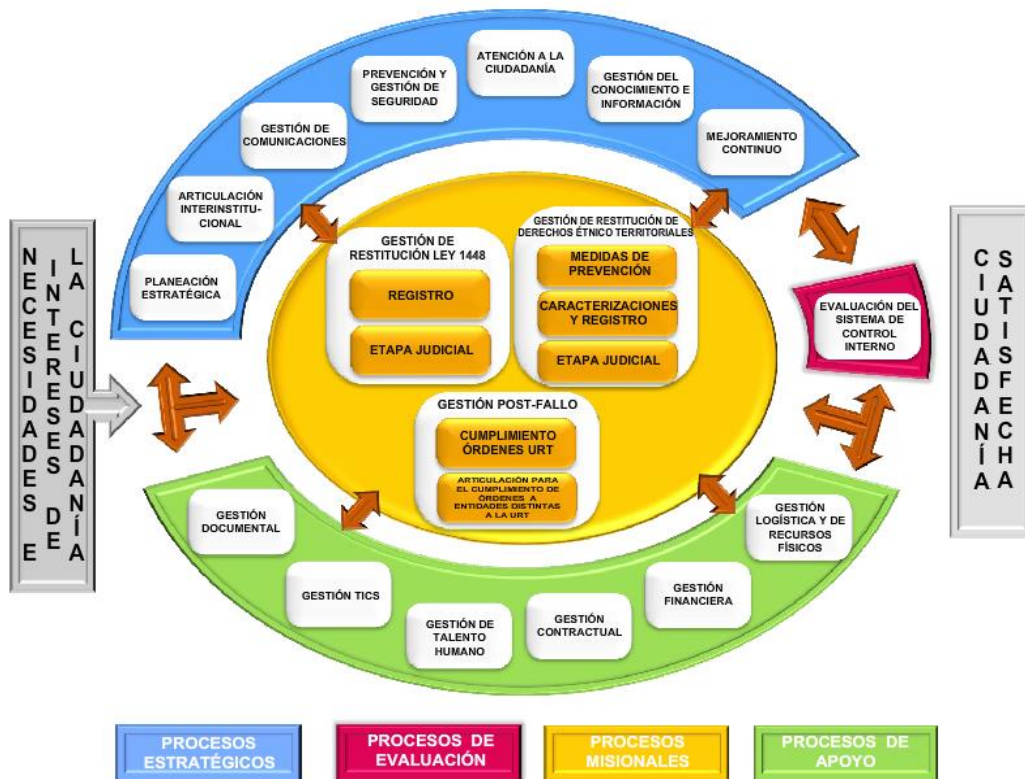 NECESIDADES E
INTERESES DE
LA CIUDADANÍA
PLANEACIÓN
ESTRATÉGICA
ARTICULACIÓN
INTERINSTITU-
CIONAL
GESTIÓN DE
COMUNICACIONES
PREVENCIÓN Y
GESTIÓN DE
SEGURIDAD
ATENCIÓN A LA
CIUDADANÍA
GESTIÓN DEL
CONOCIMIENTO E
INFORMACIÓN
MEJORAMIENTO
CONTINUO
GESTIÓN DE
RESTITUCIÓN LEY 1448
REGISTRO
ETAPA JUDICIAL
GESTIÓN DE RESTITUCIÓN DE
DERECHOS ÉTNICO TERRITORIALES
MEDIDAS DE
PREVENCIÓN
CARACTERIZACIONES
Y REGISTRO
ETAPA JUDICIAL
GESTIÓN POST-FALLO
CUMPLIMIENTO
ÓRDENES URT
ARTICULACIÓN PARA
EL CUMPLIMIENTO DE
ÓRDENES A
ENTIDADES DISTINTAS
A LA URT
EVALUACIÓN DEL
SISTEMA DE
CONTROL
INTERNO
GESTIÓN
DOCUMENTAL
GESTIÓN TICS
GESTIÓN DE
TALENTO
HUMANO
GESTIÓN
CONTRACTUAL
GESTIÓN
FINANCIERA
GESTIÓN
LOGÍSTICA Y DE
RECURSOS
FÍSICOS
CIUDADANÍA
SATISFECHA
PROCESOS
ESTRATÉGICOS
PROCESOS DE
EVALUACIÓN
PROCESOS
MISIONALES
PROCESOS DE
APOYO